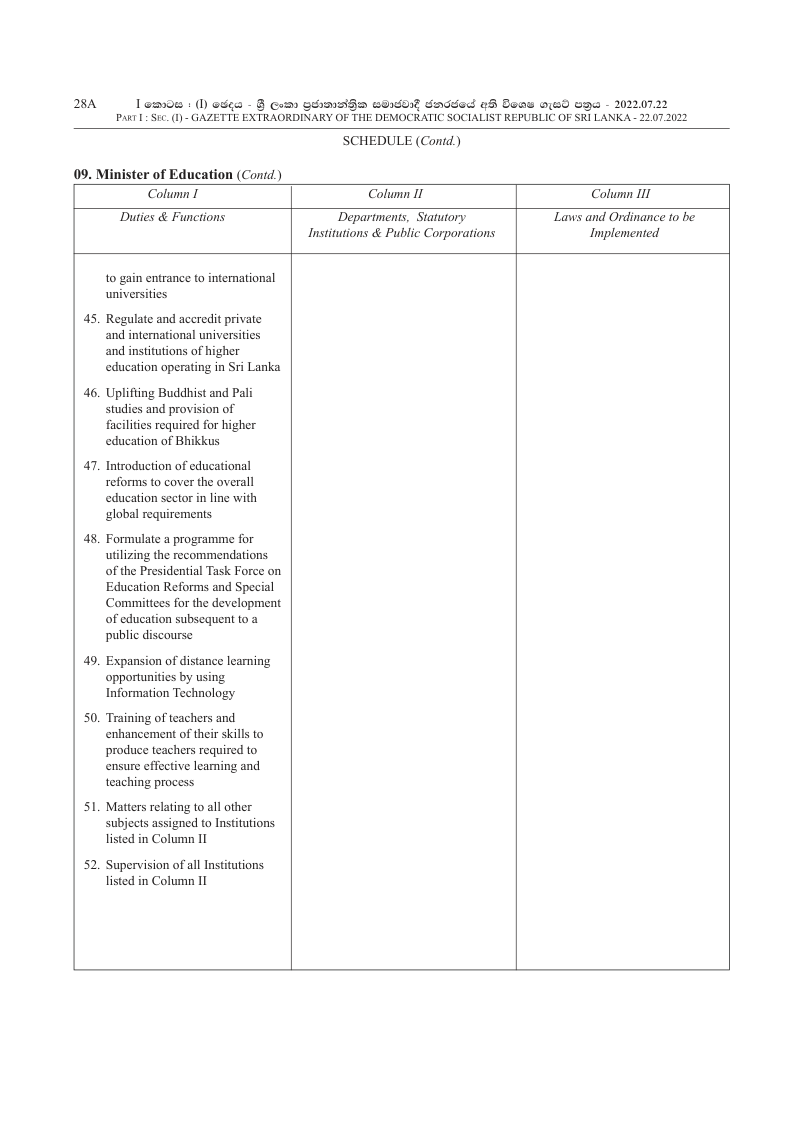 28A I කොටස : (I) ඡේදය - ශ්‍රී ලංකා ප්‍රජාතාන්ත්‍රික සමාජවාදී ජනරජයේ අති විශෙෂ ගැසට් පත්‍රය - 2022.07.22
PART I : SEC. (I) - GAZETTE EXTRAORDINARY OF THE DEMOCRATIC SOCIALIST REPUBLIC OF SRI LANKA - 22.07.2022
SCHEDULE (Contd.)
09. Minister of Education (Contd.)
Column I Column II Column III
Duties & Functions Departments, Statutory Laws and Ordinance to be
Institutions & Public Corporations Implemented
to gain entrance to international
universities
45. Regulate and accredit private
and international universities
and institutions of higher
education operating in Sri Lanka
46. Uplifting Buddhist and Pali
studies and provision of
facilities required for higher
education of Bhikkus
47. Introduction of educational
reforms to cover the overall
education sector in line with
global requirements
48. Formulate a programme for
utilizing the recommendations
of the Presidential Task Force on
Education Reforms and Special
Committees for the development
of education subsequent to a
public discourse
49. Expansion of distance learning
opportunities by using
Information Technology
50. Training of teachers and
enhancement of their skills to
produce teachers required to
ensure effective learning and
teaching process
51. Matters relating to all other
subjects assigned to Institutions
listed in Column II
52. Supervision of all Institutions
listed in Column II